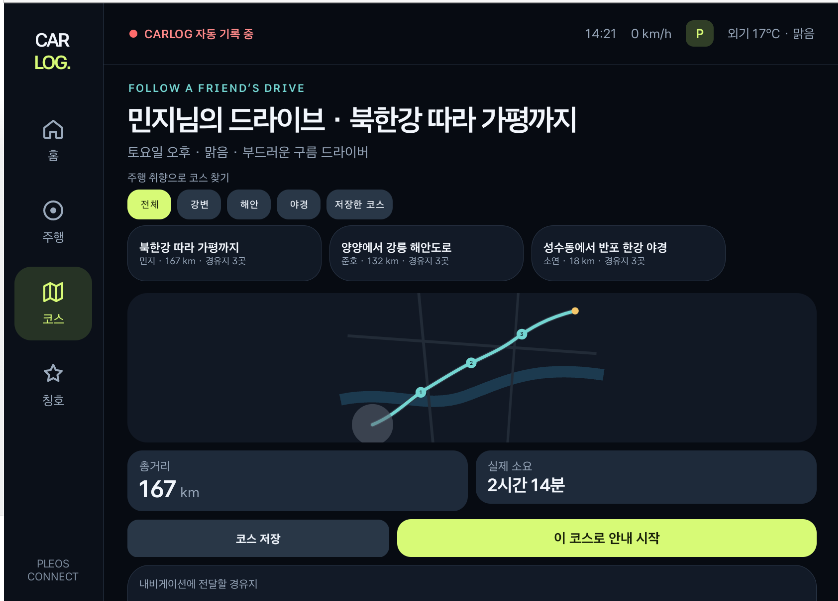 CAR
LOG.
홈
주행
코스
칭호
PLEOS
CONNECT
CARLOG 자동 기록 중
14:21 0 km/h P 외기 17°C · 맑음
FOLLOW A FRIEND'S DRIVE
민지님의 드라이브 · 북한강 따라 가평까지
토요일 오후 · 맑음 · 부드러운 구름 드라이버
주행 취향으로 코스 찾기
전체 강변 해안 야경 저장한 코스
북한강 따라 가평까지
민지 · 167 km · 경유지 3곳
양양에서 강릉 해안도로
준호 · 132 km · 경유지 3곳
성수동에서 반포 한강 야경
소연 · 18 km · 경유지 3곳
1
2
3
총거리
167 km
실제 소요
2시간 14분
코스 저장
이 코스로 안내 시작
내비게이션에 전달할 경유지